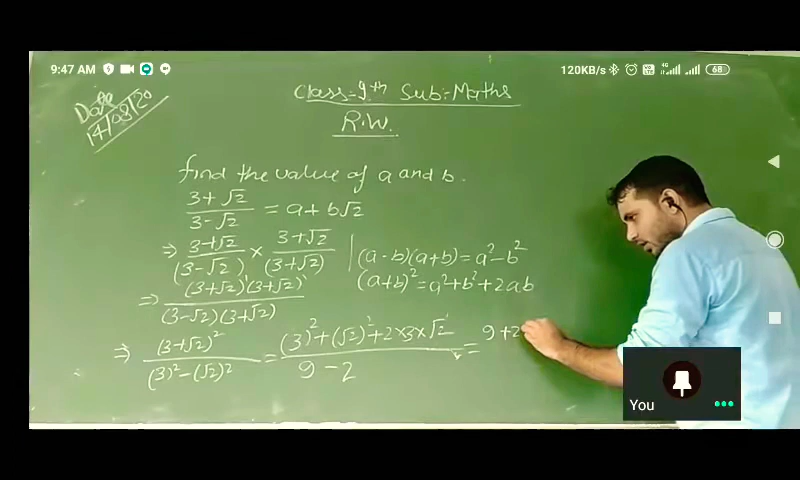 9:47 AM 120KB/s 4G 68
Class-9th Sub:-Maths
Date
14/08/20
R.W.
find the value of a and b.
3+√2 / 3-√2 = a+b√2
⇒ 3+√2 / (3-√2) × 3+√2 / (3+√2) | (a-b)(a+b)=a²-b²
(a+b)²=a²+b²+2ab
⇒ (3+√2)(3+√2) / (3-√2)(3+√2)
⇒ (3+√2)² / (3)²-(√2)² = (3)²+(√2)²+2×3×√2 / 9-2 = 9+2
You